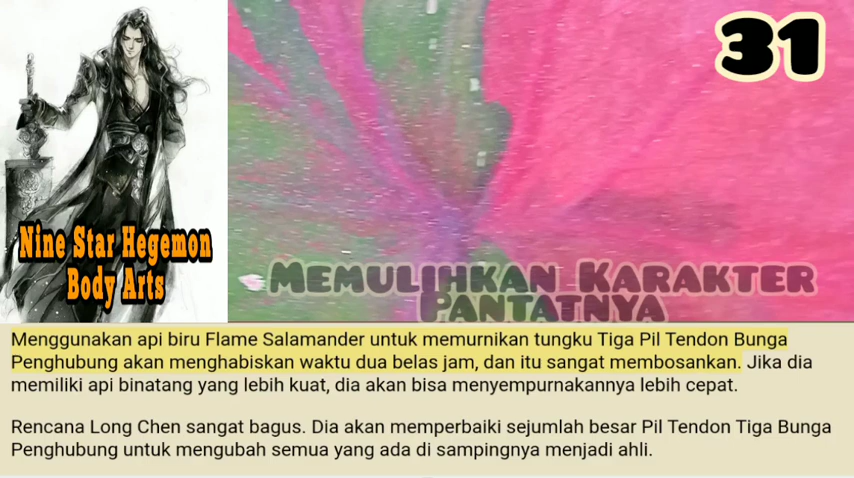 31
Nine Star Hegemon
Body Arts
Memulihkan Karakter
Pantatnya
Menggunakan api biru Flame Salamander untuk memurnikan tungku Tiga Pil Tendon Bunga
Penghubung akan menghabiskan waktu dua belas jam, dan itu sangat membosankan. Jika dia
memiliki api binatang yang lebih kuat, dia akan bisa menyempurnakannya lebih cepat.
Rencana Long Chen sangat bagus. Dia akan memperbaiki sejumlah besar Pil Tendon Tiga Bunga
Penghubung untuk mengubah semua yang ada di sampingnya menjadi ahli.